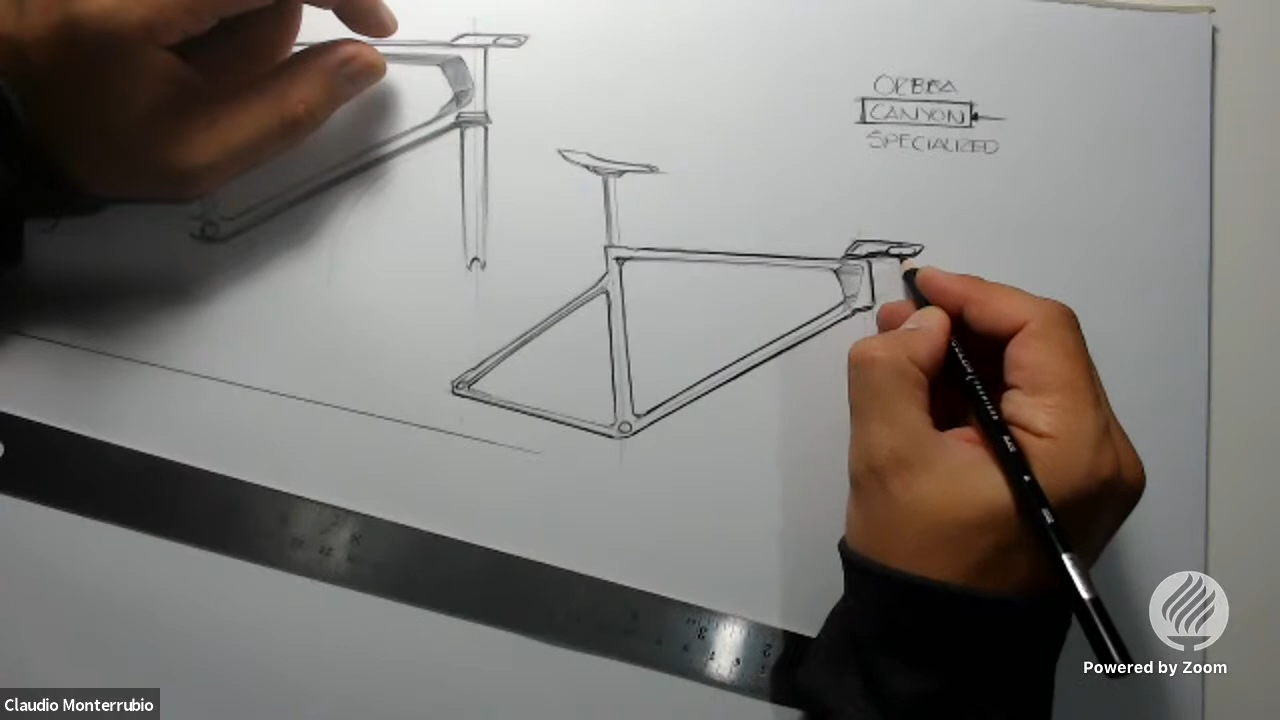 ORBEA
CANYON
SPECIALIZED
Powered by Zoom
Claudio Monterrubio